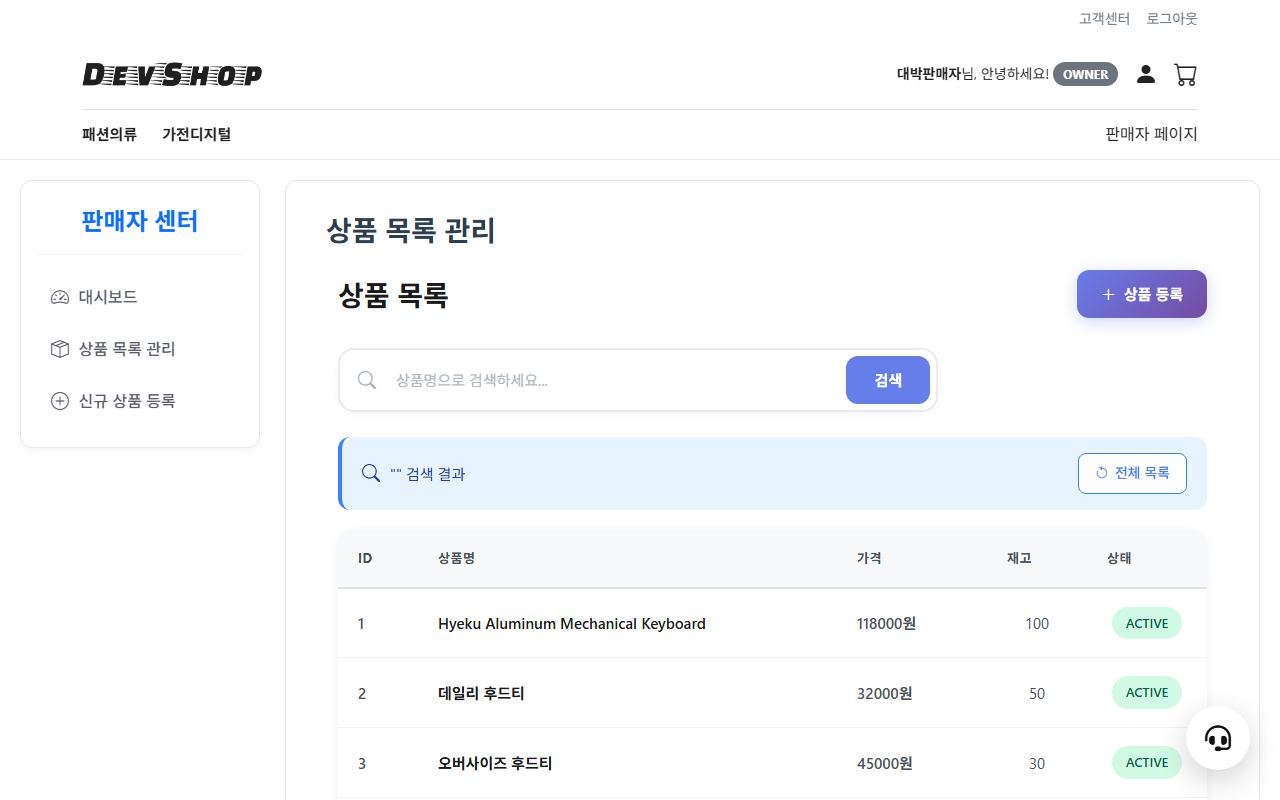 고객센터 로그아웃
DEVSHOP
대박판매자님, 안녕하세요! OWNER
패션의류 가전디지털 판매자 페이지
판매자 센터
대시보드
상품 목록 관리
신규 상품 등록
상품 목록 관리
상품 목록
상품 등록
상품명으로 검색하세요...
검색
"" 검색 결과
전체 목록
ID 상품명 가격 재고 상태
1 Hyeku Aluminum Mechanical Keyboard 118000원 100 ACTIVE
2 데일리 후드티 32000원 50 ACTIVE
3 오버사이즈 후드티 45000원 30 ACTIVE